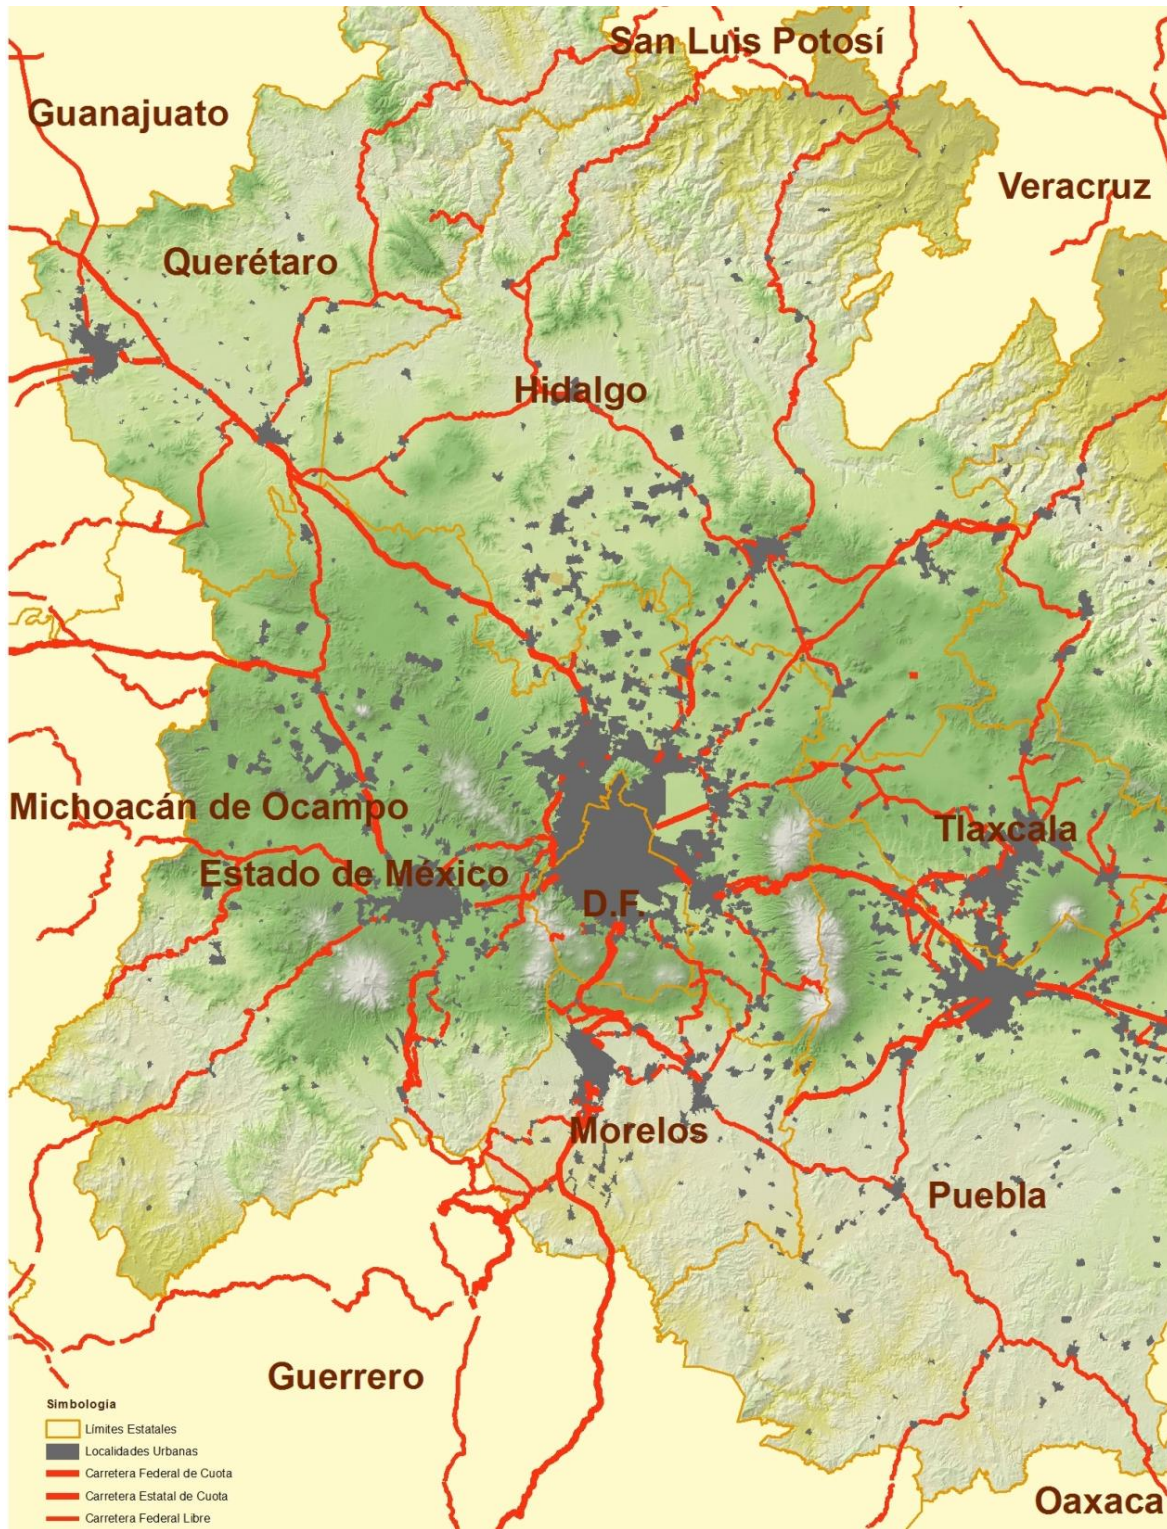 San Luis Potosí
Guanajuato
Veracruz
Querétaro
Hidalgo
Michoacán de Ocampo
Tlaxcala
Estado de México
D.F.
Morelos
Puebla
Guerrero
Simbología
Límites Estatales
Localidades Urbanas
Carretera Federal de Cuota
Carretera Estatal de Cuota
Carretera Federal Libre
Oaxaca